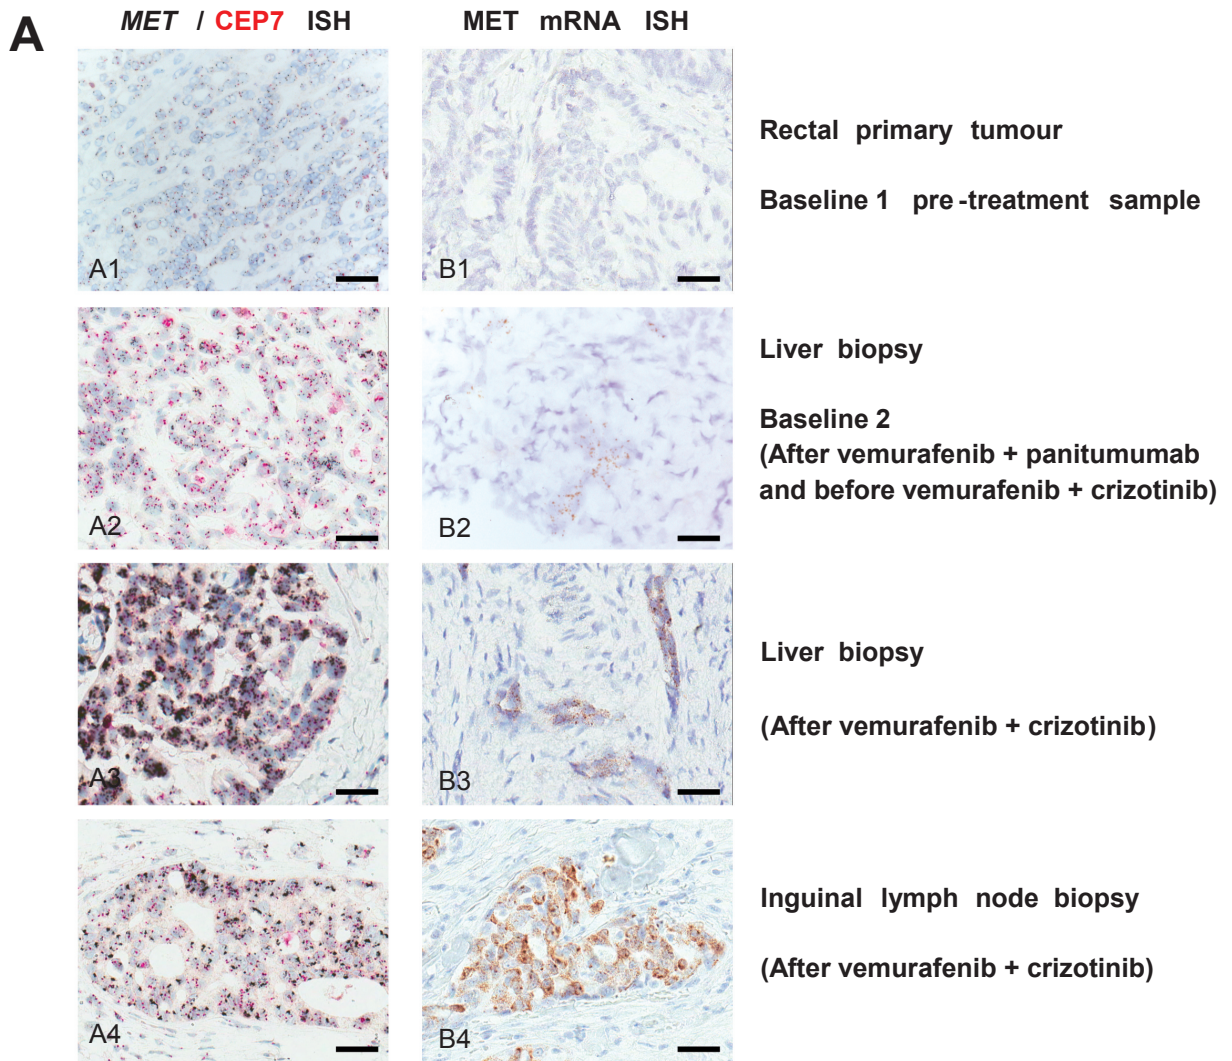 A
MET / CEP7 ISH
MET mRNA ISH
A1
B1
Rectal primary tumour
Baseline 1 pre-treatment sample
A2
B2
Liver biopsy
Baseline 2
(After vemurafenib + panitumumab
and before vemurafenib + crizotinib)
A3
B3
Liver biopsy
(After vemurafenib + crizotinib)
A4
B4
Inguinal lymph node biopsy
(After vemurafenib + crizotinib)